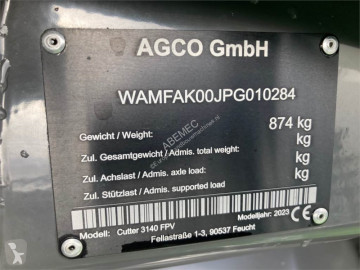 AGCO GmbH
WAMFAK00JPG010284
Gewicht / Weight: 874 kg
kg
Zul. Gesamtgewicht / Admis. total weight: kg
Zul. Achslast / Admis. axle load: kg
Zul. Stützlast / Admis. supported load
ABEMEC
Modell: Cutter 3140 FPV
Modelljahr: 2023
Fellastraße 1-3, 90537 Feucht